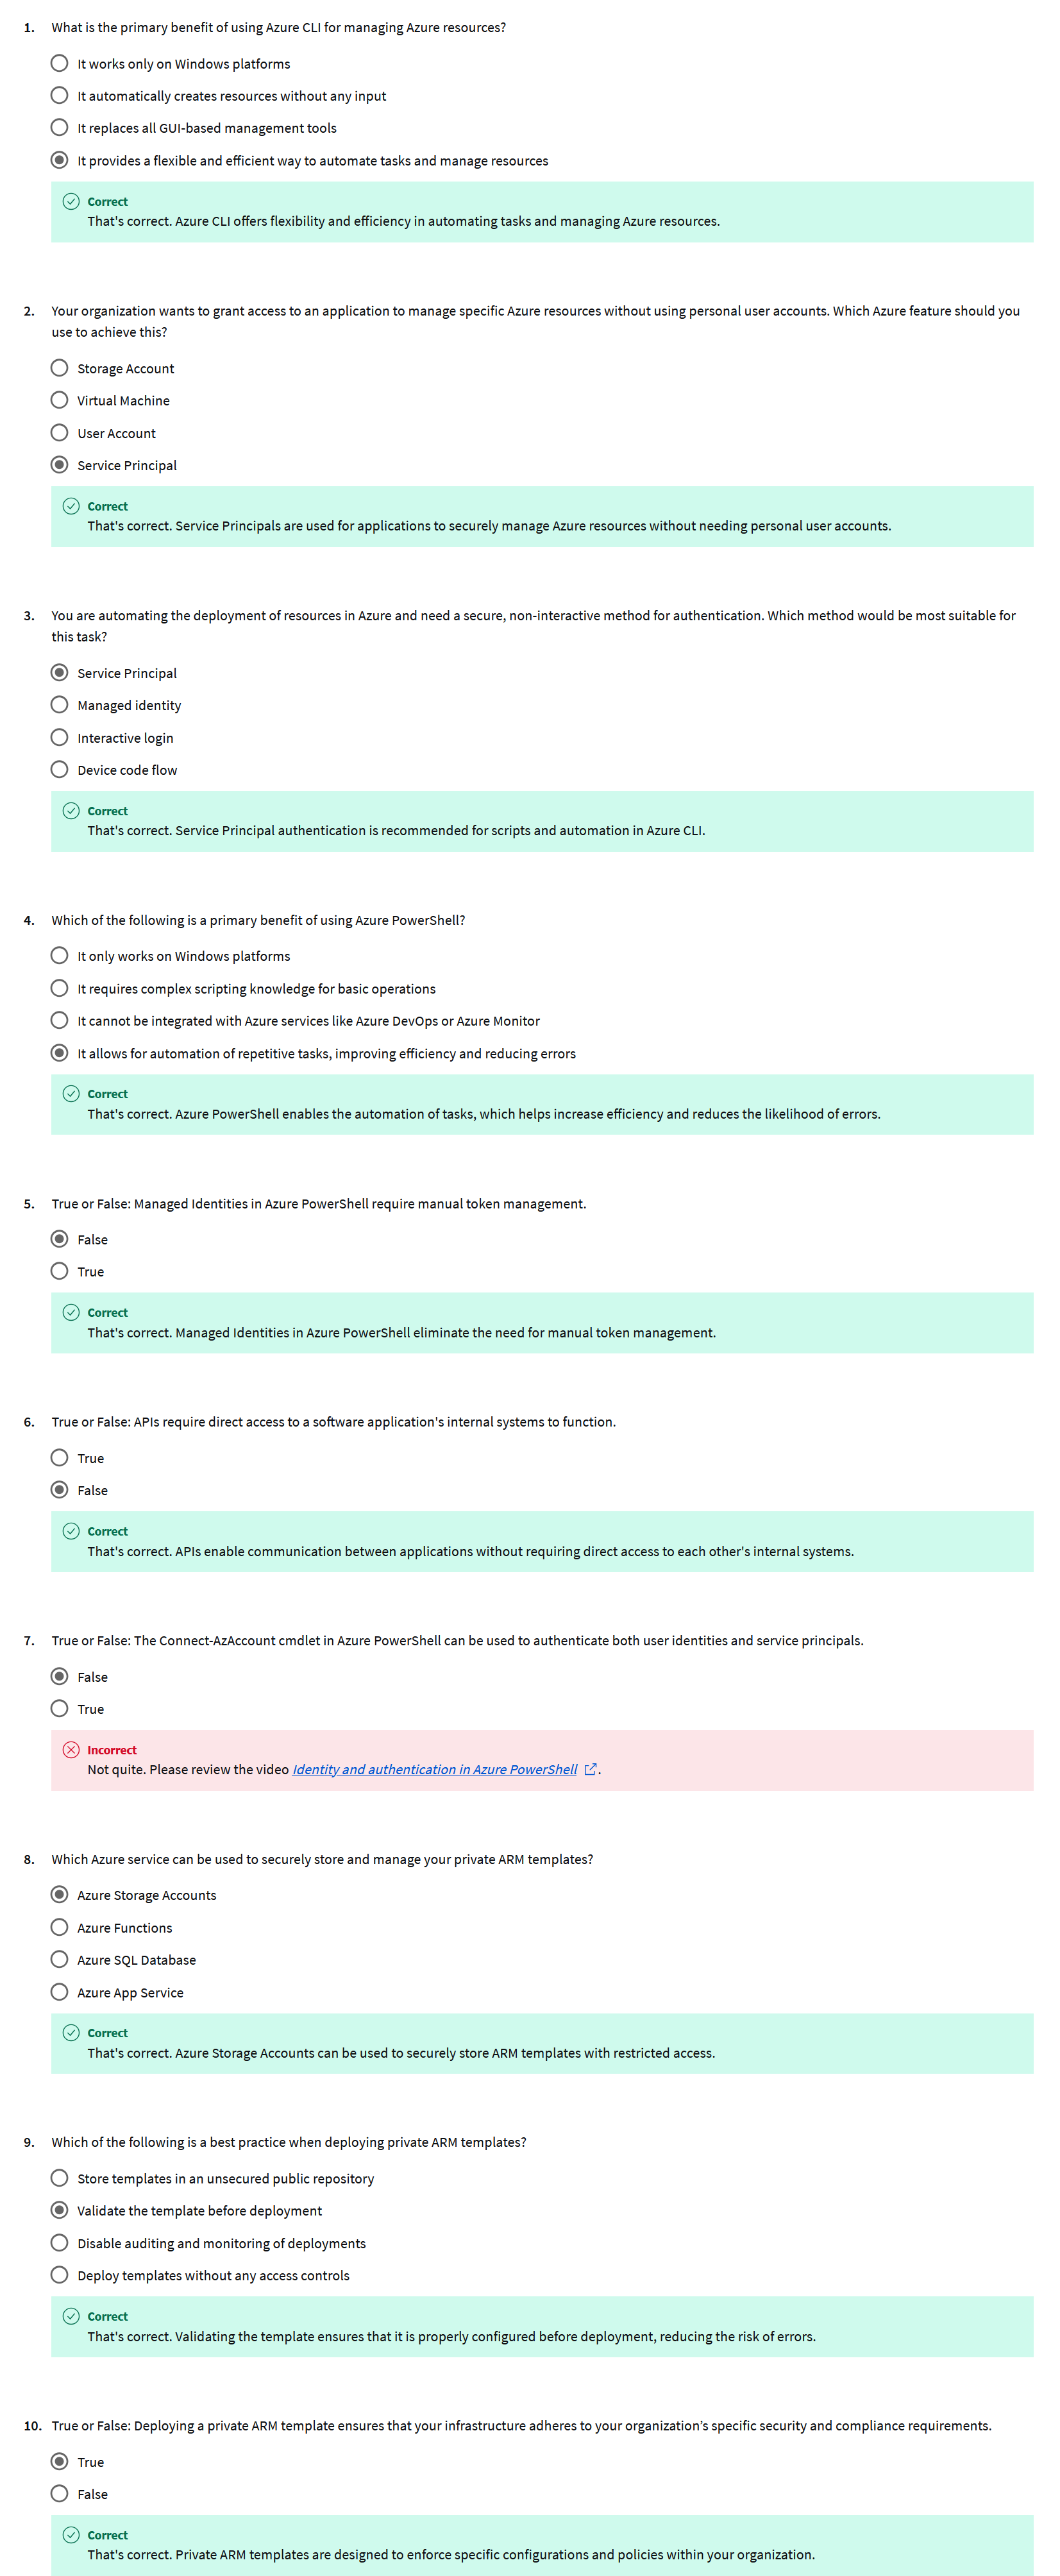 1. What is the primary benefit of using Azure CLI for managing Azure resources?
It works only on Windows platforms
It automatically creates resources without any input
It replaces all GUI-based management tools
It provides a flexible and efficient way to automate tasks and manage resources
Correct
That's correct. Azure CLI offers flexibility and efficiency in automating tasks and managing Azure resources.
2. Your organization wants to grant access to an application to manage specific Azure resources without using personal user accounts. Which Azure feature should you
use to achieve this?
Storage Account
Virtual Machine
User Account
Service Principal
Correct
That's correct. Service Principals are used for applications to securely manage Azure resources without needing personal user accounts.
3. You are automating the deployment of resources in Azure and need a secure, non-interactive method for authentication. Which method would be most suitable for
this task?
Service Principal
Managed identity
Interactive login
Device code flow
Correct
That's correct. Service Principal authentication is recommended for scripts and automation in Azure CLI.
4. Which of the following is a primary benefit of using Azure PowerShell?
It only works on Windows platforms
It requires complex scripting knowledge for basic operations
It cannot be integrated with Azure services like Azure DevOps or Azure Monitor
It allows for automation of repetitive tasks, improving efficiency and reducing errors
Correct
That's correct. Azure PowerShell enables the automation of tasks, which helps increase efficiency and reduces the likelihood of errors.
5. True or False: Managed Identities in Azure PowerShell require manual token management.
False
True
Correct
That's correct. Managed Identities in Azure PowerShell eliminate the need for manual token management.
6. True or False: APIs require direct access to a software application's internal systems to function.
True
False
Correct
That's correct. APIs enable communication between applications without requiring direct access to each other's internal systems.
7. True or False: The Connect-AzAccount cmdlet in Azure PowerShell can be used to authenticate both user identities and service principals.
False
True
Incorrect
Not quite. Please review the video Identity and authentication in Azure PowerShell .
8. Which Azure service can be used to securely store and manage your private ARM templates?
Azure Storage Accounts
Azure Functions
Azure SQL Database
Azure App Service
Correct
That's correct. Azure Storage Accounts can be used to securely store ARM templates with restricted access.
9. Which of the following is a best practice when deploying private ARM templates?
Store templates in an unsecured public repository
Validate the template before deployment
Disable auditing and monitoring of deployments
Deploy templates without any access controls
Correct
That's correct. Validating the template ensures that it is properly configured before deployment, reducing the risk of errors.
10. True or False: Deploying a private ARM template ensures that your infrastructure adheres to your organization’s specific security and compliance requirements.
True
False
Correct
That's correct. Private ARM templates are designed to enforce specific configurations and policies within your organization.